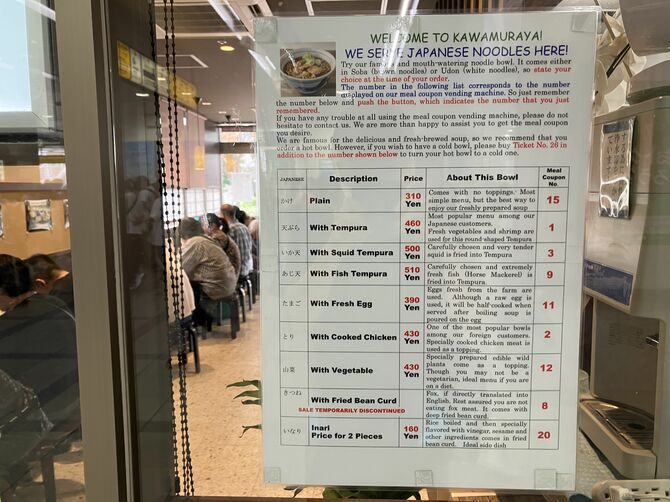 WELCOME TO KAWAMURAYA!
WE SERVE JAPANESE NOODLES HERE!
Try our famous and mouth-watering noodle bowl. It comes either
in Soba (brown noodles) or Udon (white noodles), so state your
choice at the time of your order.
The number in the following list corresponds to the number
displayed on our meal coupon vending machine. So just remember
the number below and push the button, which indicates the number that you just
remembered.
If you have any trouble at all using the meal coupon vending machine, please do not
hesitate to contact us. We are more than happy to assist you to get the meal coupon
you desire.
We are famous for the delicious and fresh-brewed soup, so we recommend that you
order a hot bowl. However, if you wish to have a cold bowl, please buy Ticket No. 26 in
addition to the number shown below to turn your hot bowl to a cold one.
JAPANESE Description Price About This Bowl Meal Coupon No.
かけ Plain 310 Yen Comes with no toppings. Most
simple menu, but the best way to
enjoy our freshly prepared soup 15
天ぷら With Tempura 460 Yen Most popular menu among our
Japanese customers.
Fresh vegetables and shrimp are
used for this round-shaped Tempura 1
いか天 With Squid Tempura 500 Yen Carefully chosen and very tender
squid is fried into Tempura 3
あじ天 With Fish Tempura 510 Yen Carefully chosen and extremely
fresh fish (Horse Mackerel) is
fried into Tempura. 9
たまご With Fresh Egg 390 Yen Eggs fresh from the farm are
used. Although a raw egg is
used, it will be half-cooked when
served after boiling soup is
poured on the egg 11
とり With Cooked Chicken 430 Yen One of the most popular bowls
among our foreign customers.
Specially cooked chicken meat is
used as a topping. 2
山菜 With Vegetable 430 Yen Specially prepared edible wild
plants come as a topping.
Though you may not be a
vegetarian, ideal menu if you are
on a diet. 12
きつね With Fried Bean Curd
SALE TEMPORARILY DISCONTINUED Fox, if directly translated into
English. Rest assured you are not
eating fox meat. It comes with
deep fried bean curd. 8
いなり Inari
Price for 2 Pieces 160 Yen Rice boiled and then specially
flavored with vinegar, sesame and
other ingredients comes in fried
bean curd. Ideal side dish 20